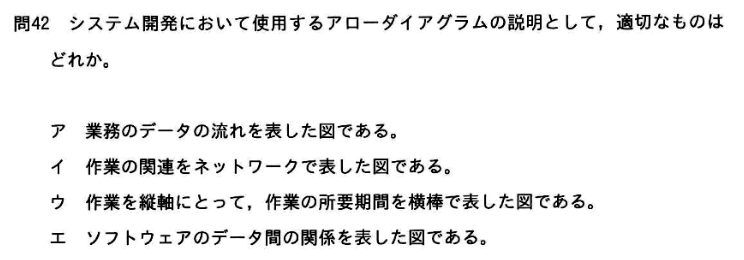 問42　システム開発において使用するアローダイアグラムの説明として，適切なものは
どれか。
ア　業務のデータの流れを表した図である。
イ　作業の関連をネットワークで表した図である。
ウ　作業を縦軸にとって，作業の所要期間を横棒で表した図である。
エ　ソフトウェアのデータ間の関係を表した図である。